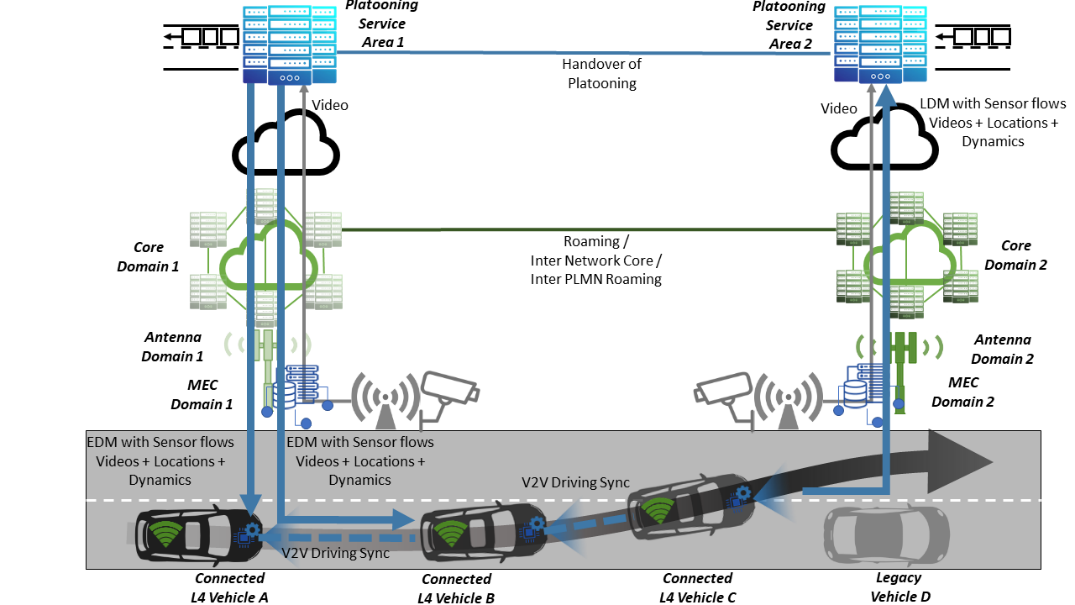 Platooning
Service
Area 1
Platooning
Service
Area 2
Handover of
Platooning
Video
Video
LDM with Sensor flows
Videos + Locations +
Dynamics
Core
Domain 1
Roaming /
Inter Network Core /
Inter PLMN Roaming
Core
Domain 2
Antenna
Domain 1
Antenna
Domain 2
MEC
Domain 1
MEC
Domain 2
EDM with Sensor flows
Videos + Locations +
Dynamics
EDM with Sensor flows
Videos + Locations +
Dynamics
V2V Driving Sync
V2V Driving Sync
Connected
L4 Vehicle A
Connected
L4 Vehicle B
Connected
L4 Vehicle C
Legacy
Vehicle D